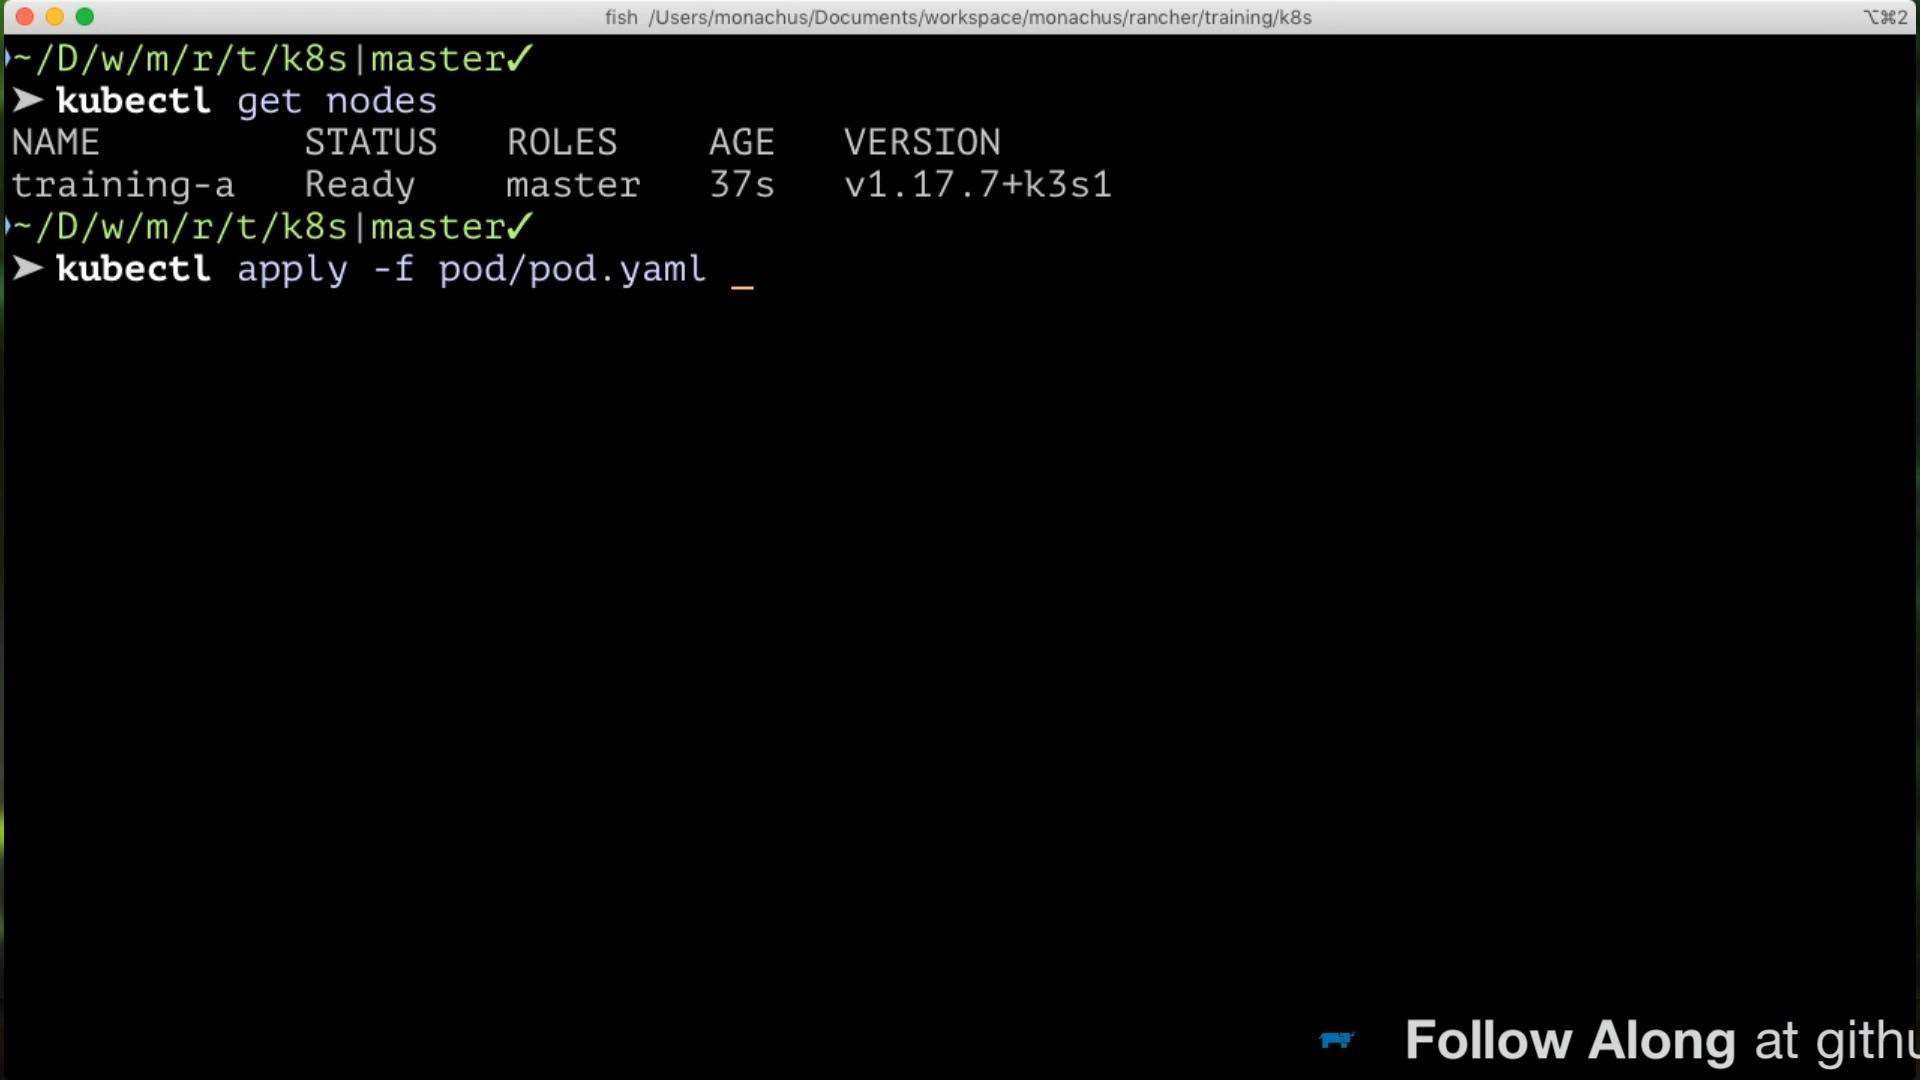 fish /Users/monachus/Documents/workspace/monachus/rancher/training/k8s
⌥⌘2
~/D/w/m/r/t/k8s|master✓
➤ kubectl get nodes
NAME STATUS ROLES AGE VERSION
training-a Ready master 37s v1.17.7+k3s1
~/D/w/m/r/t/k8s|master✓
➤ kubectl apply -f pod/pod.yaml _
Follow Along at githu